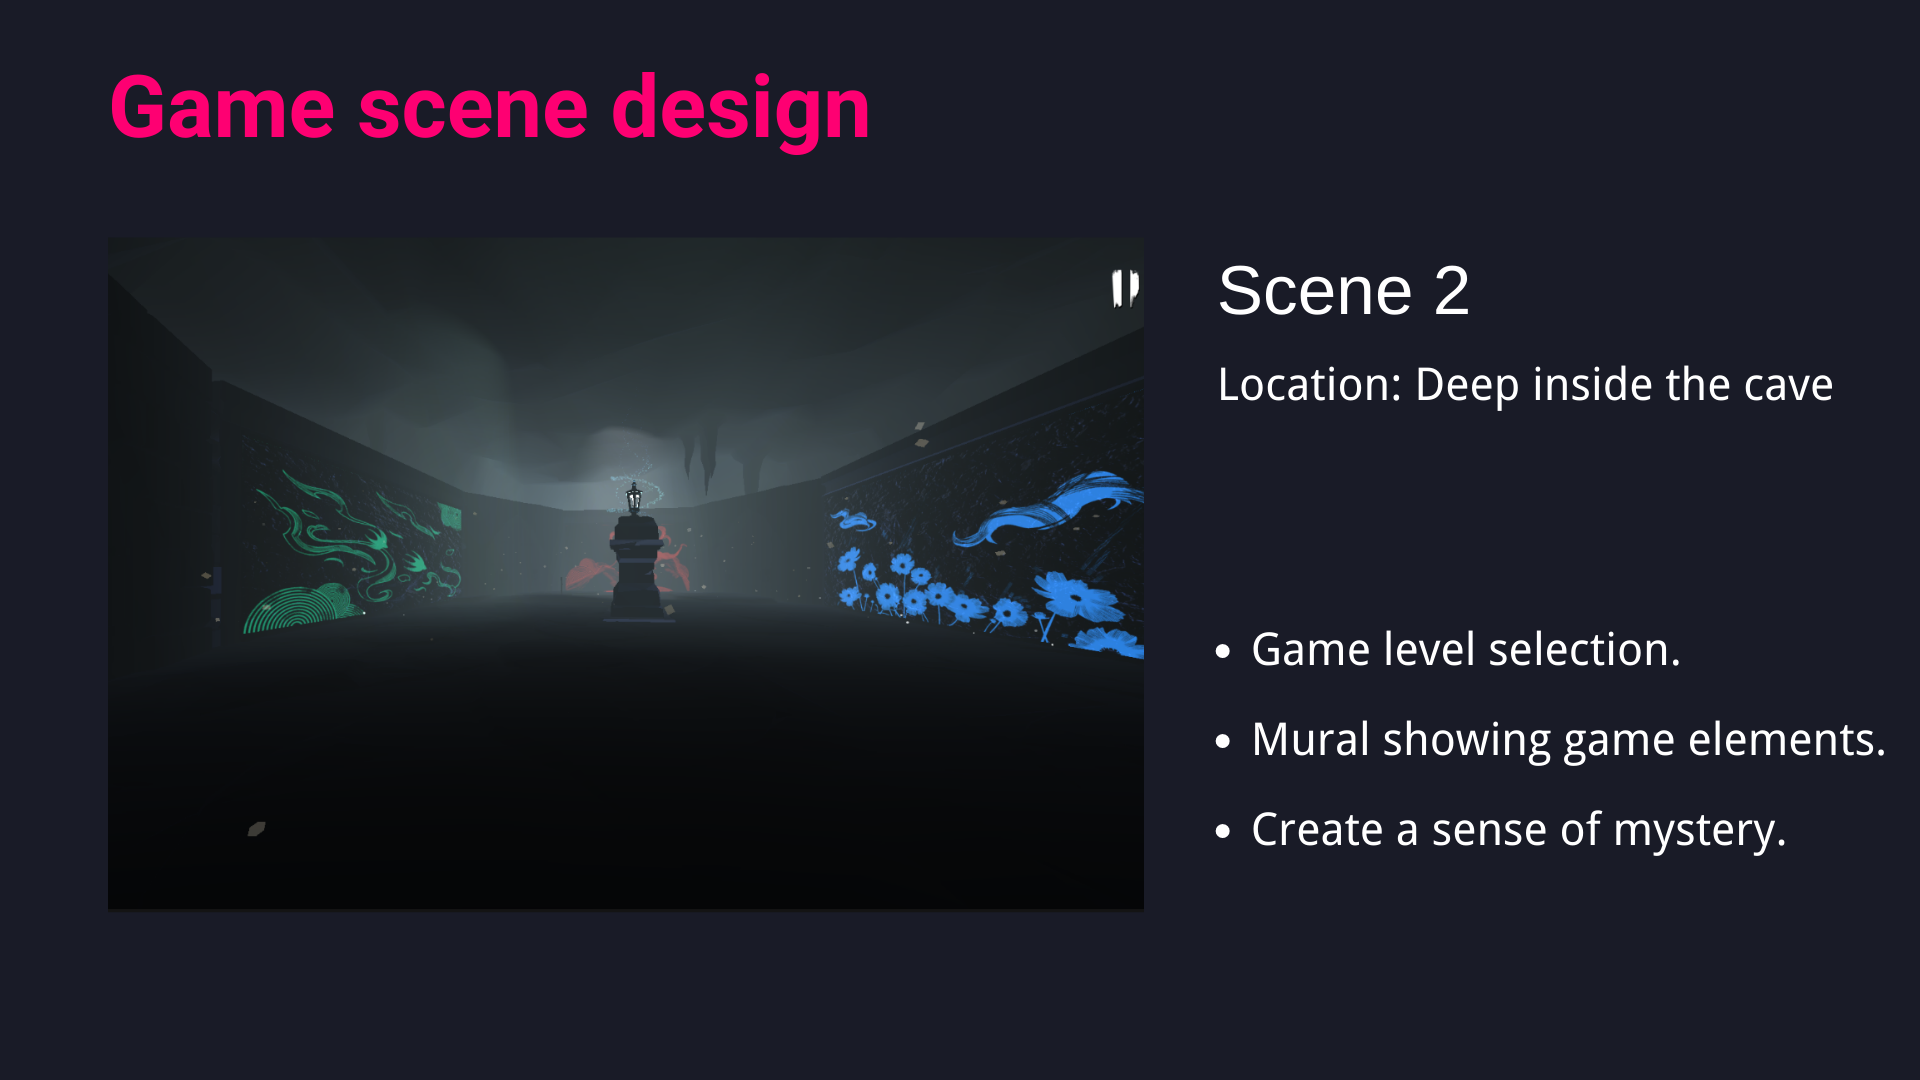 Game scene design
Scene 2
Location: Deep inside the cave
• Game level selection.
• Mural showing game elements.
• Create a sense of mystery.